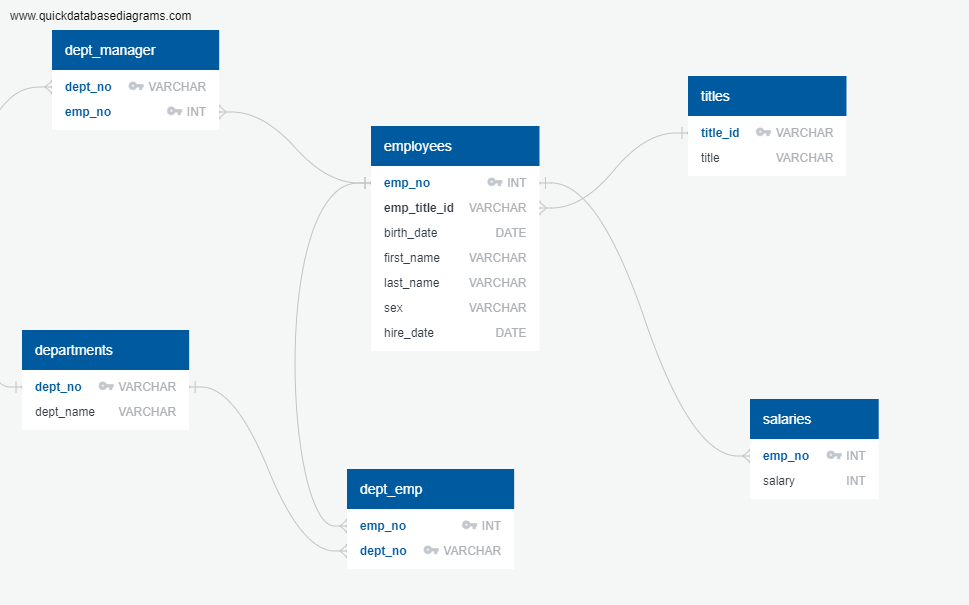 www.quickdatabasediagrams.com
dept_manager
dept_no VARCHAR
emp_no INT
titles
title_id VARCHAR
title VARCHAR
employees
emp_no INT
emp_title_id VARCHAR
birth_date DATE
first_name VARCHAR
last_name VARCHAR
sex VARCHAR
hire_date DATE
departments
dept_no VARCHAR
dept_name VARCHAR
salaries
emp_no INT
salary INT
dept_emp
emp_no INT
dept_no VARCHAR